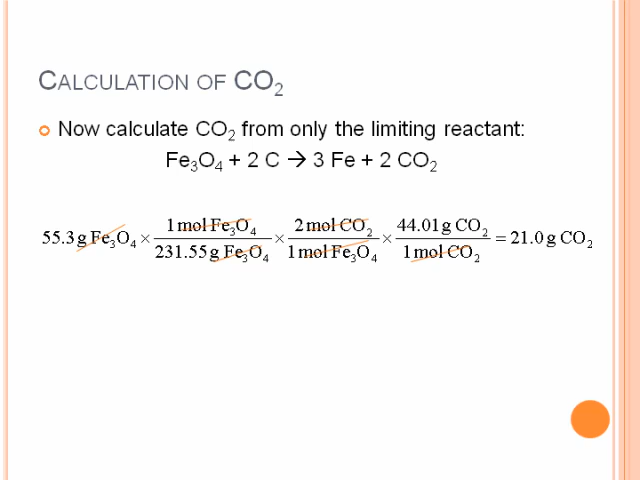 CALCULATION OF CO₂
Now calculate CO₂ from only the limiting reactant:
Fe₃O₄ + 2 C → 3 Fe + 2 CO₂
55.3 g Fe₃O₄ × 1 mol Fe₃O₄ / 231.55 g Fe₃O₄ × 2 mol CO₂ / 1 mol Fe₃O₄ × 44.01 g CO₂ / 1 mol CO₂ = 21.0 g CO₂